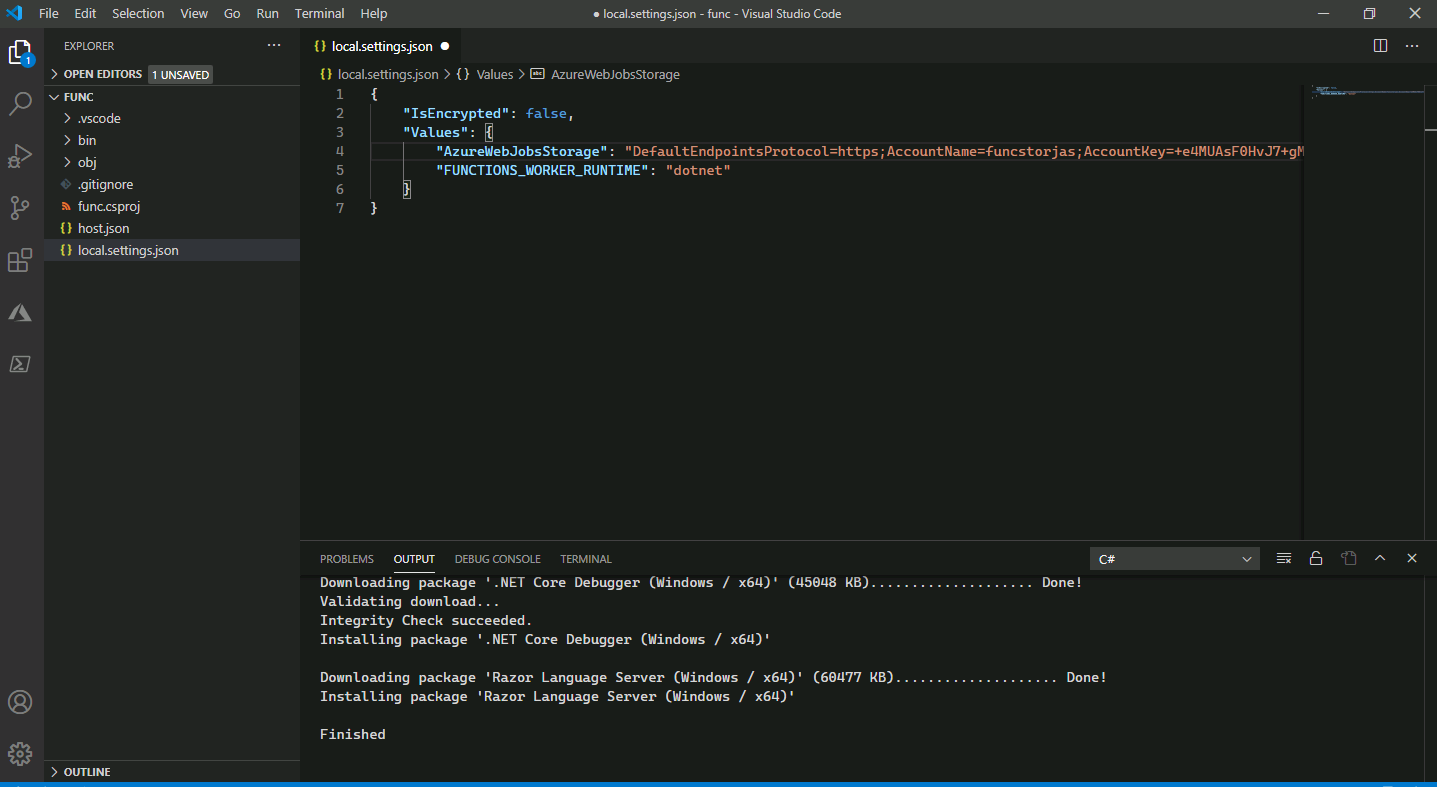 File Edit Selection View Go Run Terminal Help
● local.settings.json - func - Visual Studio Code
EXPLORER
1
OPEN EDITORS 1 UNSAVED
FUNC
.vscode
bin
obj
.gitignore
func.csproj
{} host.json
{} local.settings.json
OUTLINE
{} local.settings.json ●
{} local.settings.json > {} Values > abc AzureWebJobsStorage
1 {
2 "IsEncrypted": false,
3 "Values": {
4 "AzureWebJobsStorage": "DefaultEndpointsProtocol=https;AccountName=funcstorjas;AccountKey=+e4MUAsF0HvJ7+gM
5 "FUNCTIONS_WORKER_RUNTIME": "dotnet"
6 }
7 }
PROBLEMS OUTPUT DEBUG CONSOLE TERMINAL
C#
Downloading package '.NET Core Debugger (Windows / x64)' (45048 KB).................... Done!
Validating download...
Integrity Check succeeded.
Installing package '.NET Core Debugger (Windows / x64)'
Downloading package 'Razor Language Server (Windows / x64)' (60477 KB).................... Done!
Installing package 'Razor Language Server (Windows / x64)'
Finished